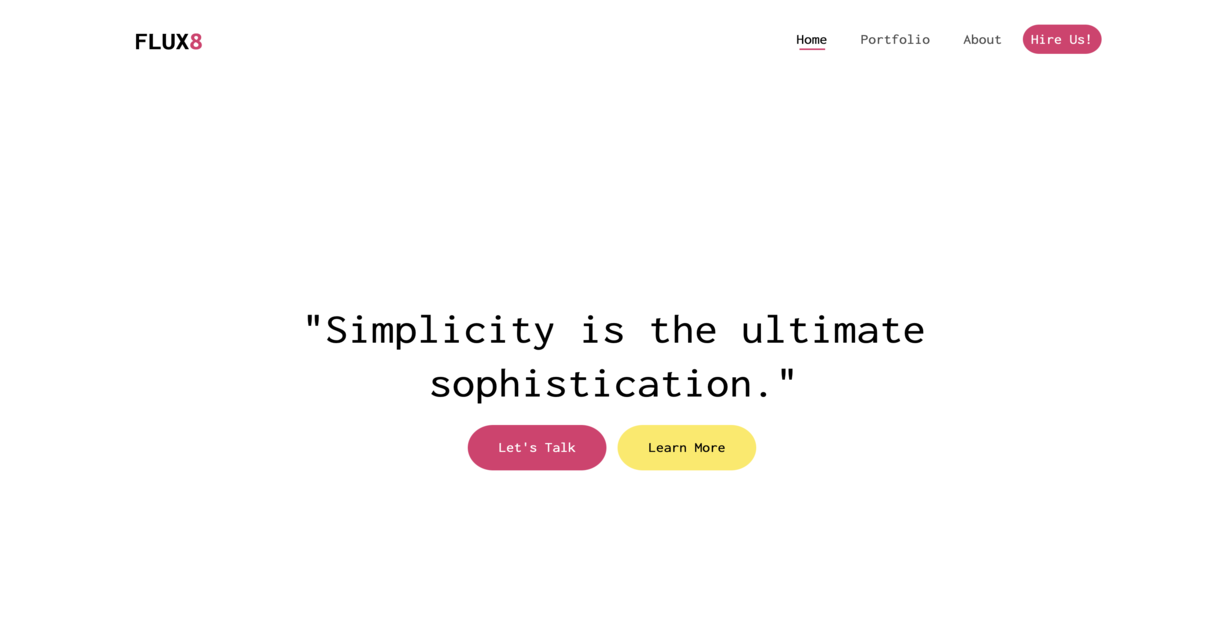 FLUX8
Home Portfolio About Hire Us!
"Simplicity is the ultimate
sophistication."
Let's Talk Learn More